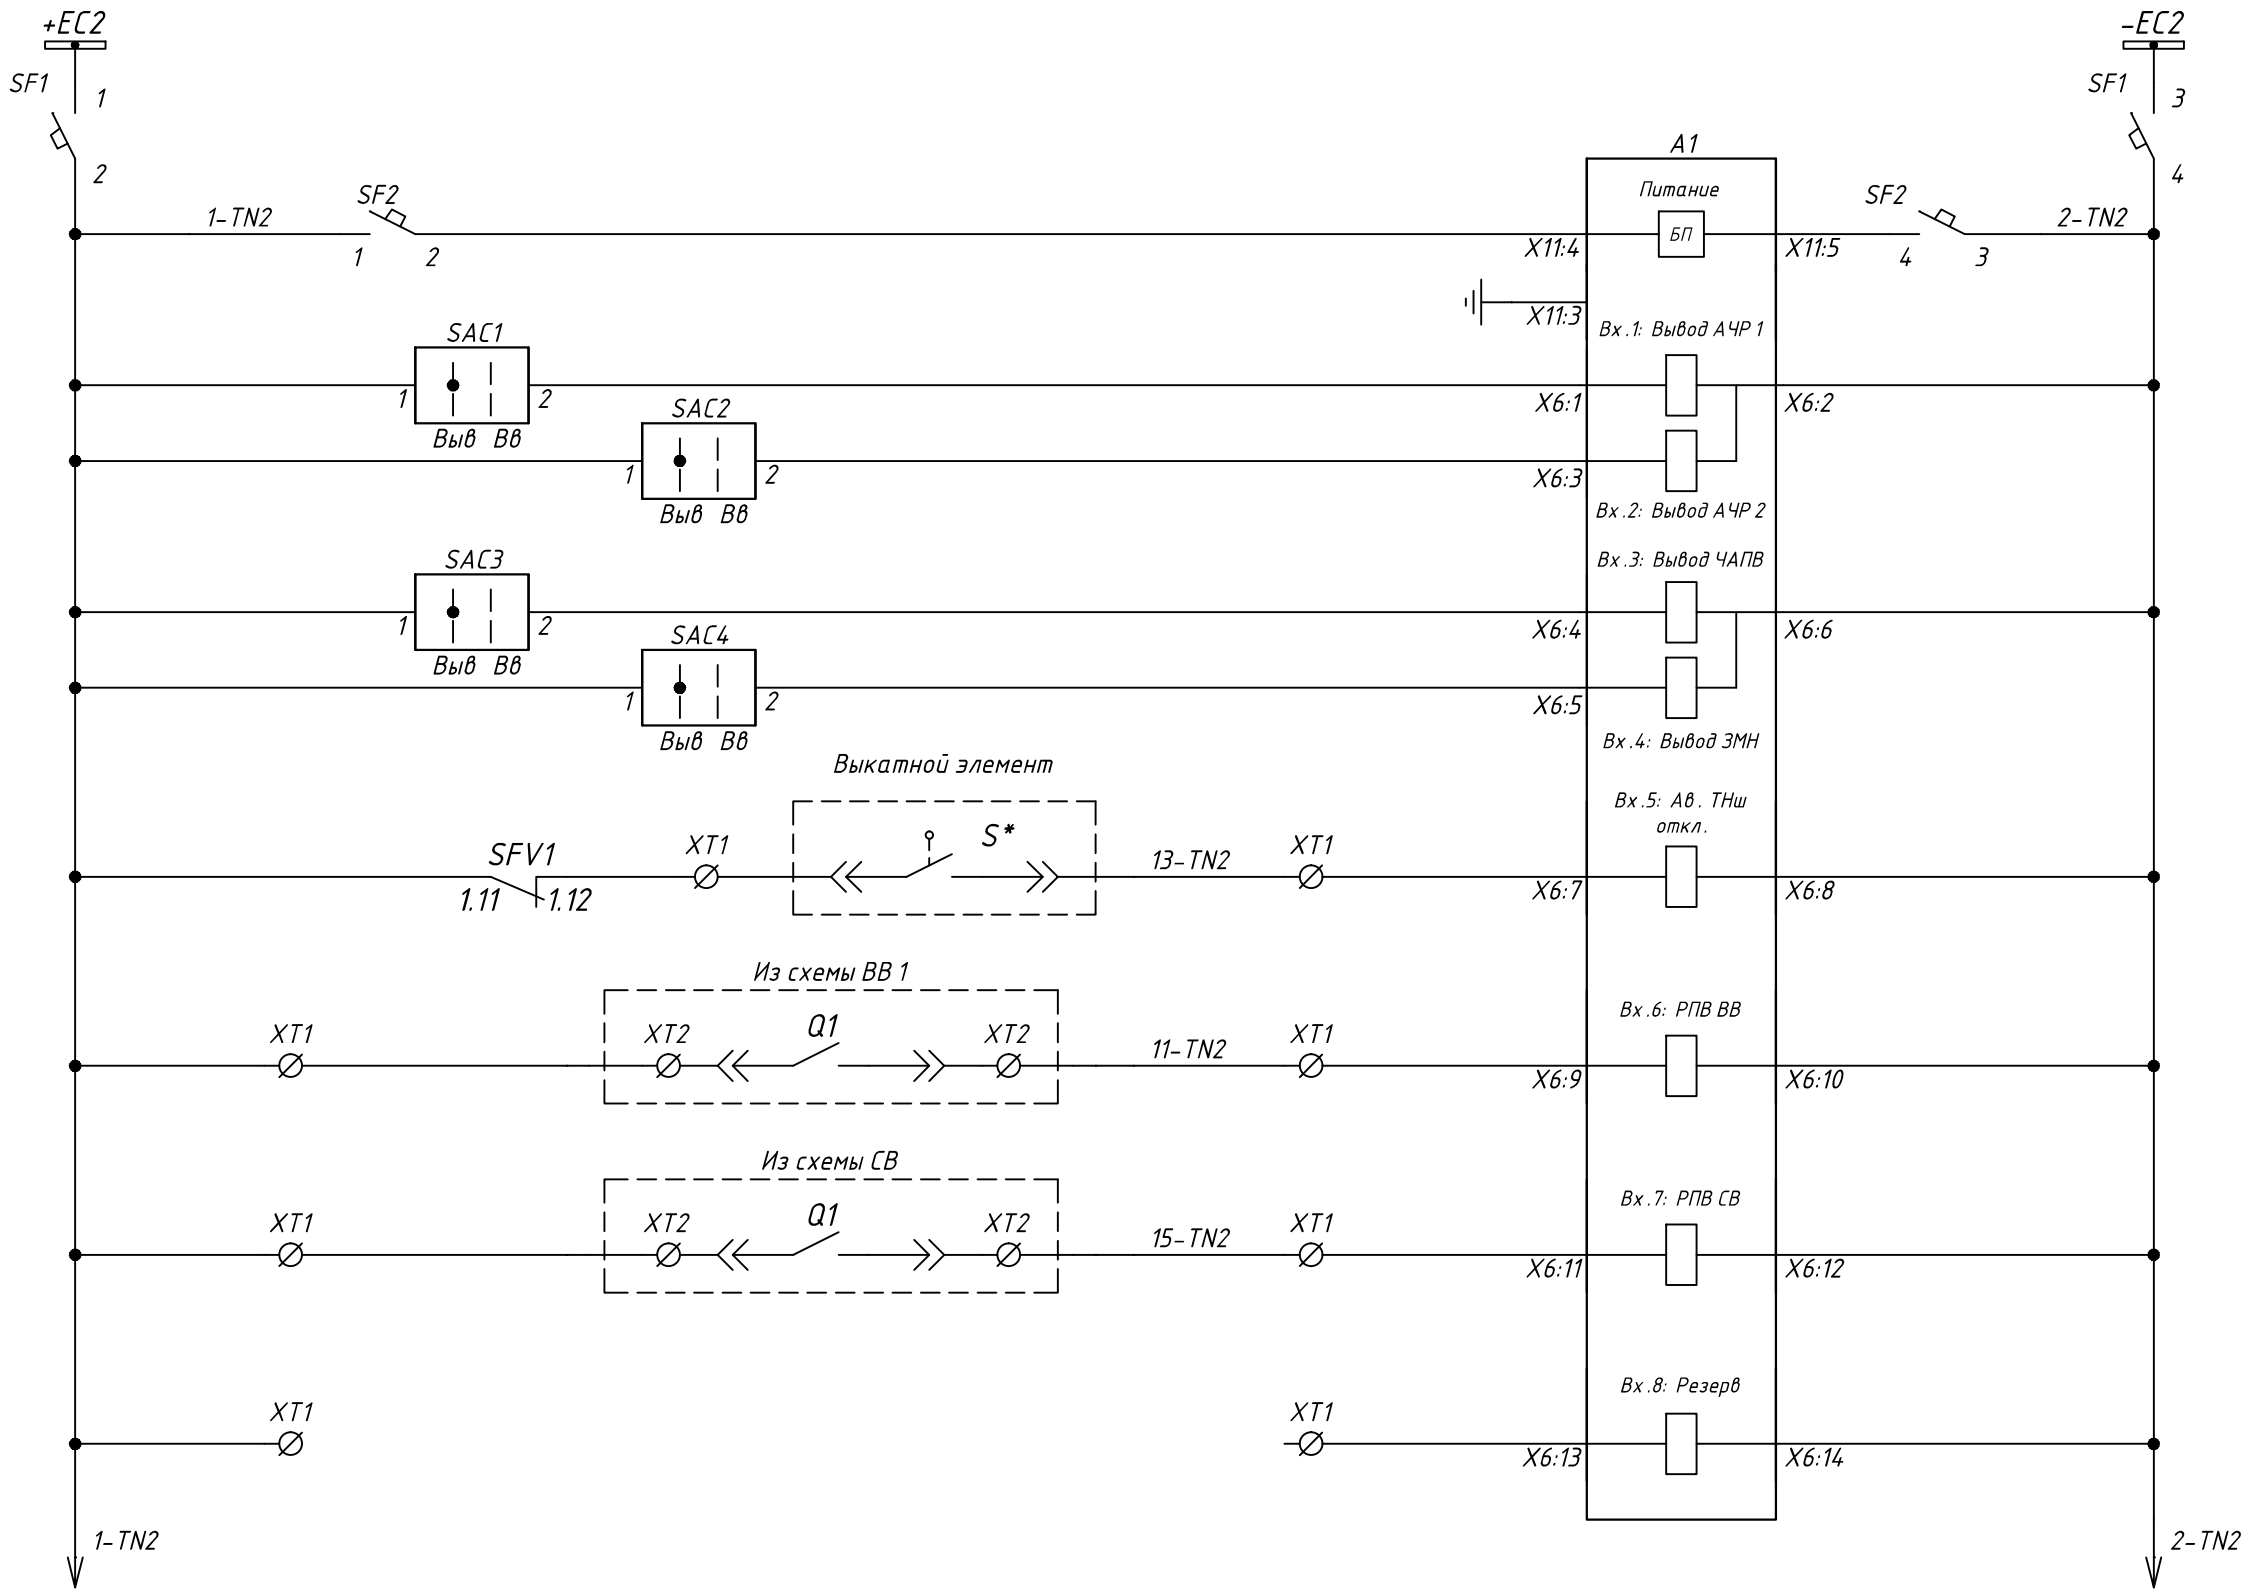 +EC2
-EC2
SF1
1
SF1
3
2
4
A1
Питание
SF2
1-TN2
БП
SF2
2-TN2
1
2
X11:4
X11:5
4
3
X11:3
SAC1
Вх.1: Вывод АЧР 1
1
2
X6:1
X6:2
Выв Вв
SAC2
1
2
X6:3
Выв Вв
Вх.2: Вывод АЧР 2
SAC3
Вх.3: Вывод ЧАПВ
1
2
X6:4
X6:6
Выв Вв
SAC4
1
2
X6:5
Выв Вв
Вх.4: Вывод ЗМН
Выкатной элемент
Вх.5: Ав. ТНш
откл.
SFV1
XT1
S*
13-TN2
XT1
1.11
1.12
X6:7
X6:8
Из схемы ВВ 1
Вх.6: РПВ ВВ
XT1
XT2
Q1
XT2
11-TN2
XT1
X6:9
X6:10
Из схемы СВ
Вх.7: РПВ СВ
XT1
XT2
Q1
XT2
15-TN2
XT1
X6:11
X6:12
Вх.8: Резерв
XT1
XT1
X6:13
X6:14
1-TN2
2-TN2